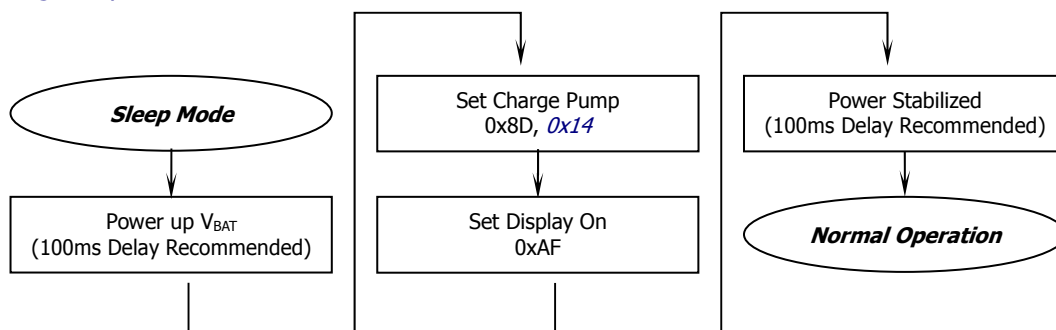 Sleep Mode
Power up VBAT
(100ms Delay Recommended)
Set Charge Pump
0x8D, 0x14
Set Display On
0xAF
Power Stabilized
(100ms Delay Recommended)
Normal Operation